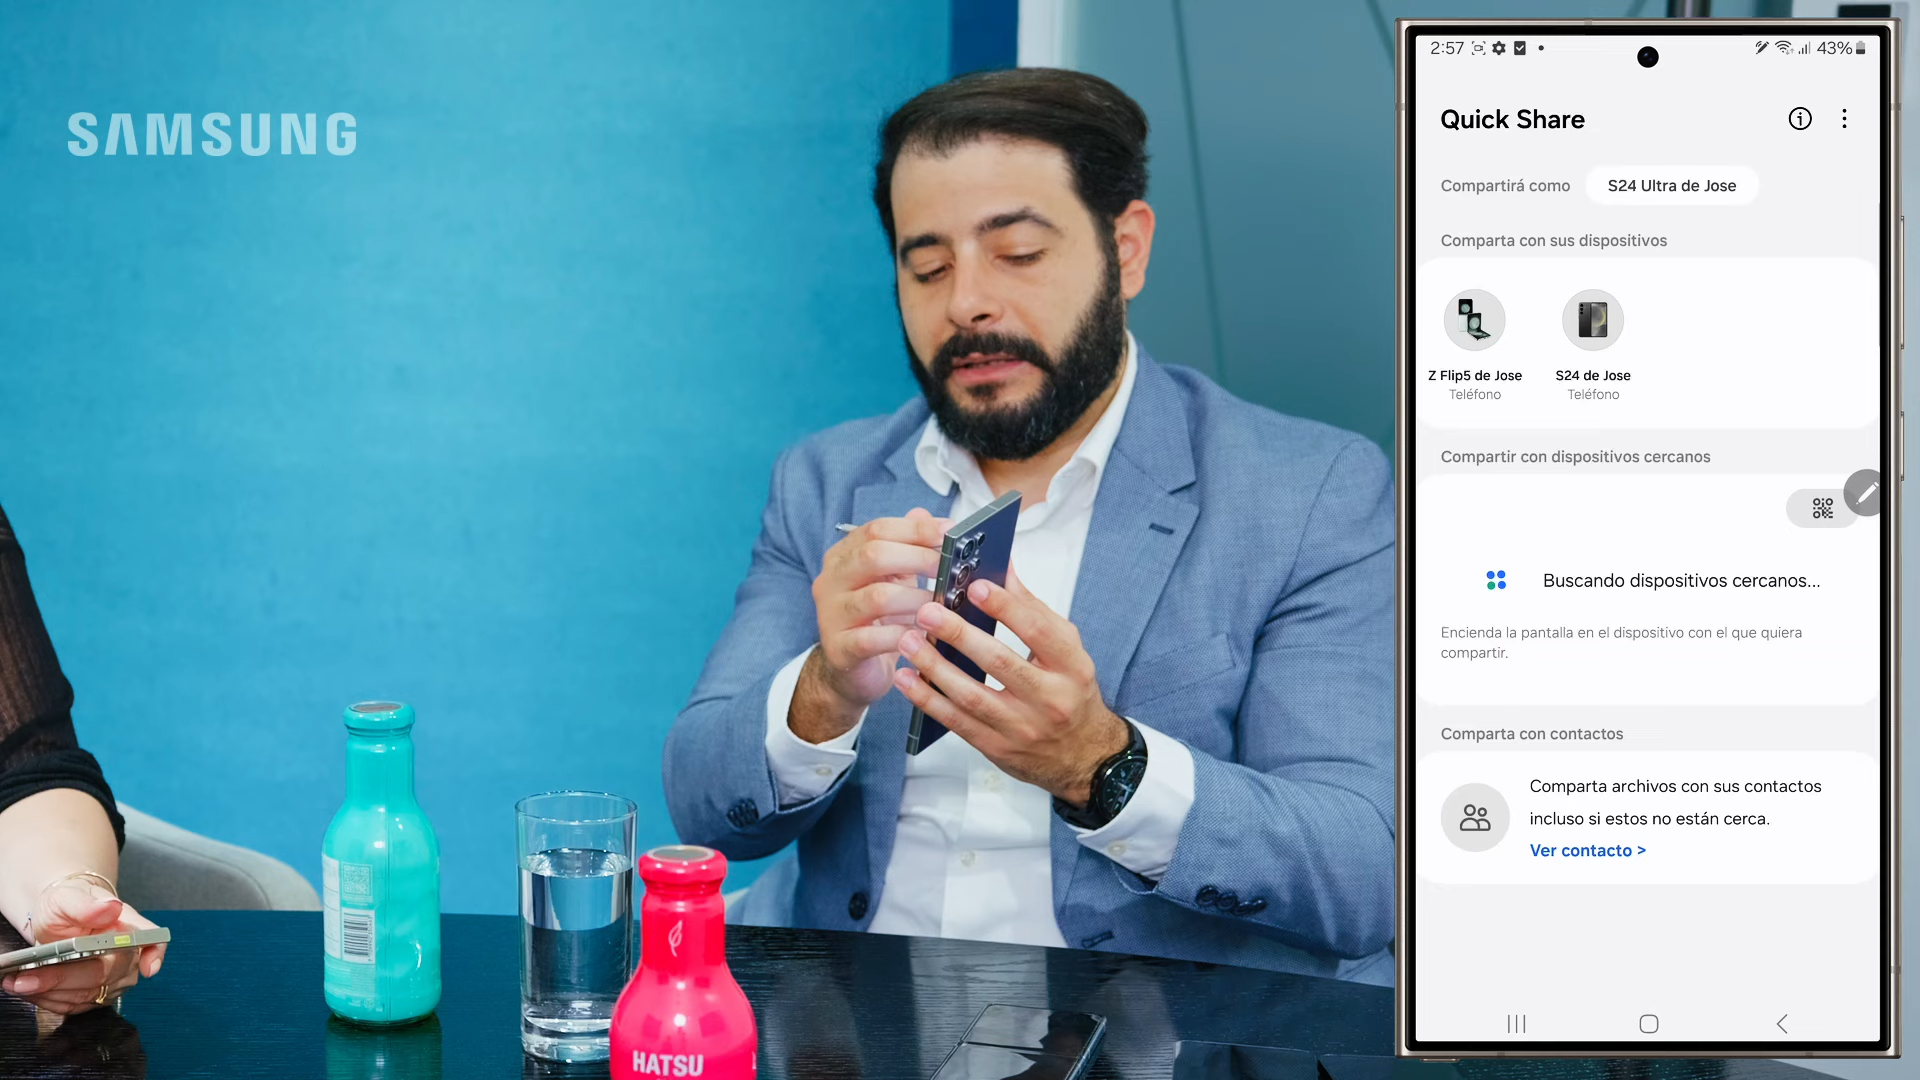 SAMSUNG
HATSU
2:57
43%
Quick Share
Compartirá como
S24 Ultra de Jose
Comparta con sus dispositivos
Z Flip5 de Jose
Teléfono
S24 de Jose
Teléfono
Compartir con dispositivos cercanos
Buscando dispositivos cercanos...
Encienda la pantalla en el dispositivo con el que quiera
compartir.
Comparta con contactos
Comparta archivos con sus contactos
incluso si estos no están cerca.
Ver contacto >